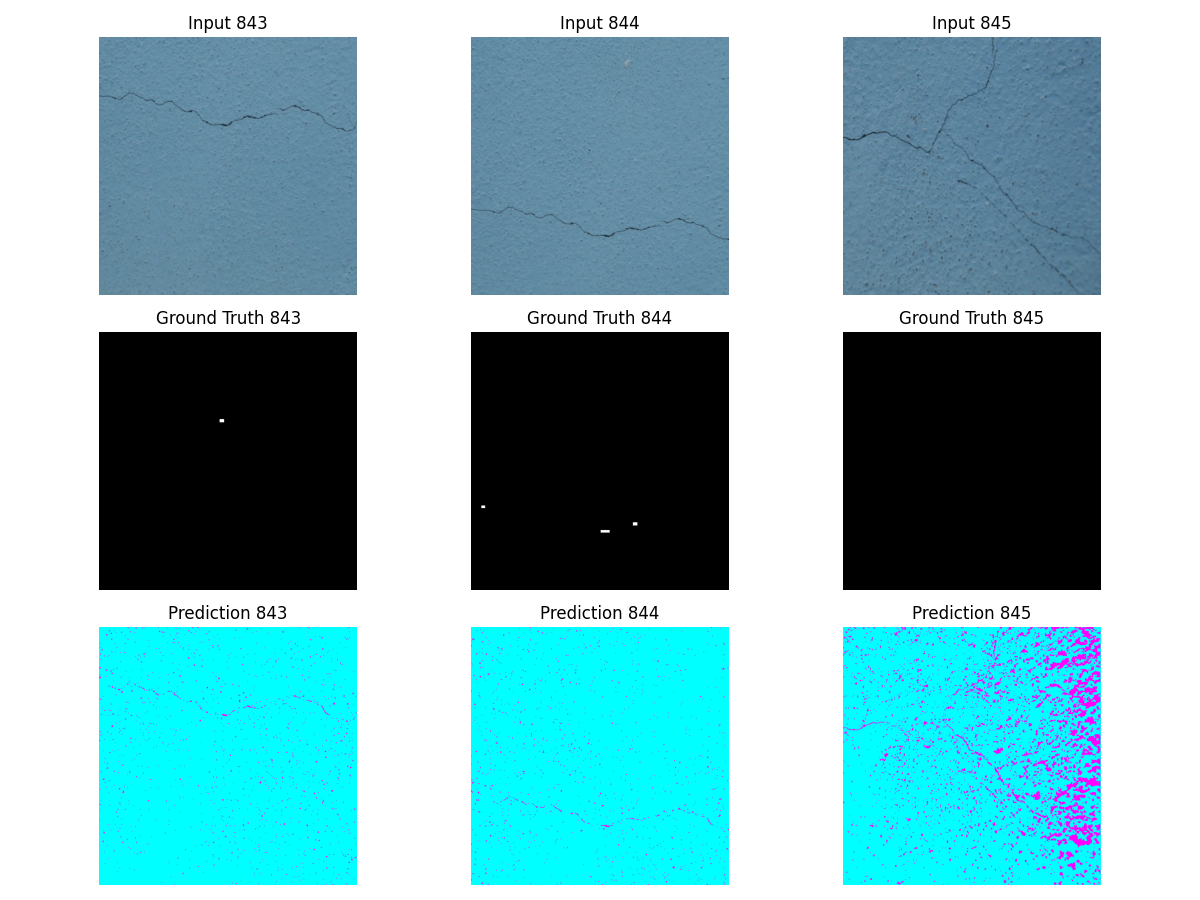 Input 843
Input 844
Input 845
Ground Truth 843
Ground Truth 844
Ground Truth 845
Prediction 843
Prediction 844
Prediction 845